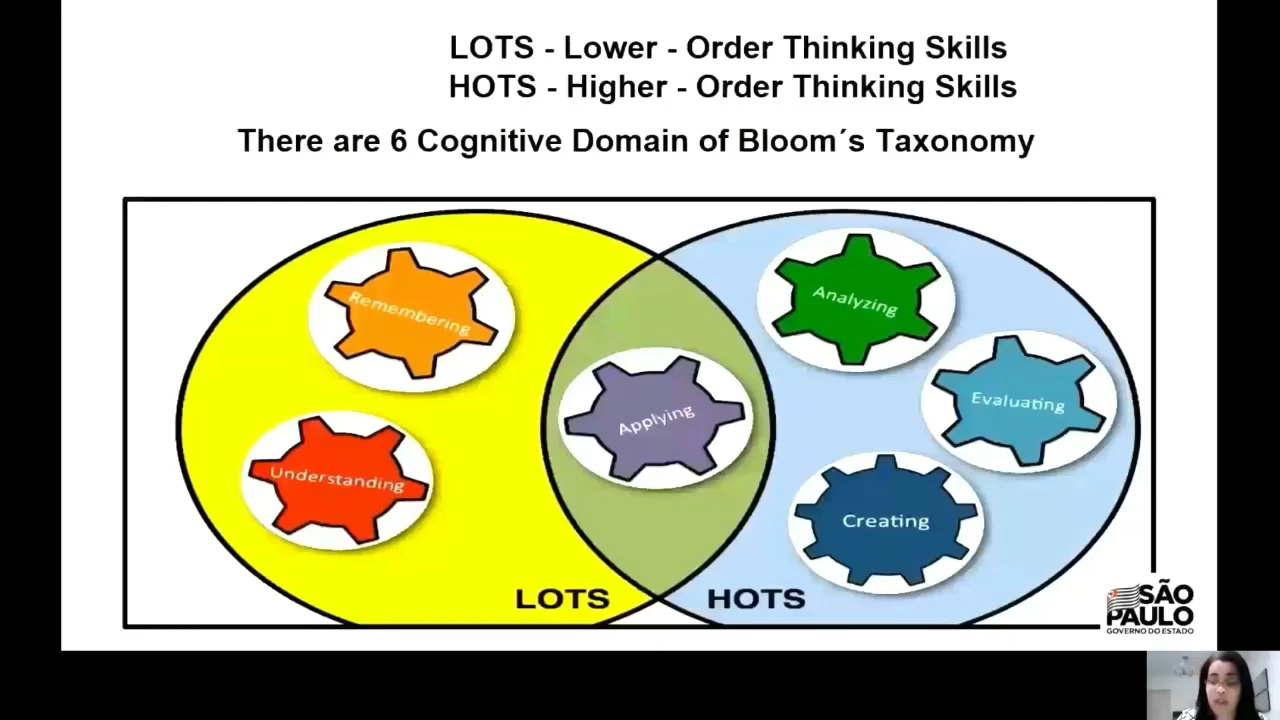 LOTS - Lower - Order Thinking Skills
HOTS - Higher - Order Thinking Skills
There are 6 Cognitive Domain of Bloom´s Taxonomy
Remembering
Understanding
Applying
Analyzing
Evaluating
Creating
LOTS
HOTS
SÃO
PAULO
GOVERNO DO ESTADO